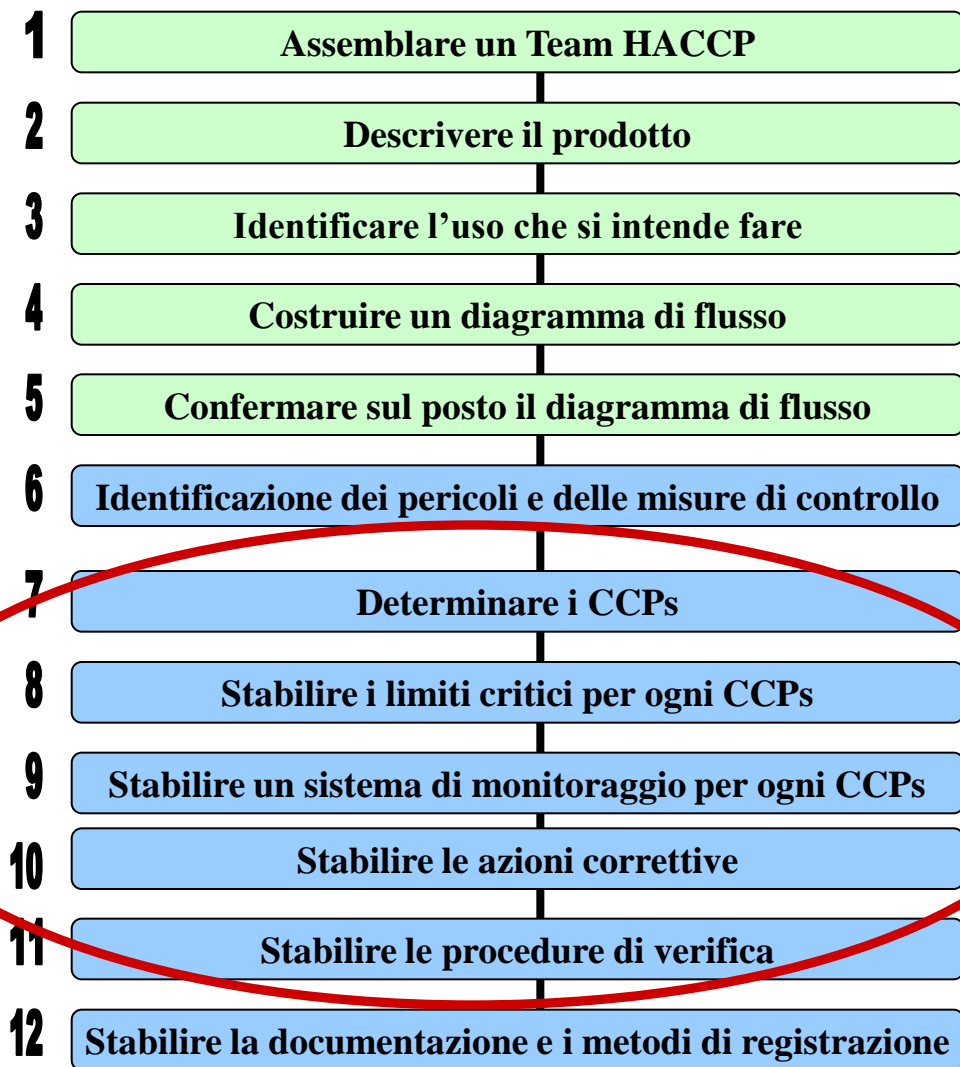 1 Assemblare un Team HACCP
2 Descrivere il prodotto
3 Identificare l’uso che si intende fare
4 Costruire un diagramma di flusso
5 Confermare sul posto il diagramma di flusso
6 Identificazione dei pericoli e delle misure di controllo
7 Determinare i CCPs
8 Stabilire i limiti critici per ogni CCPs
9 Stabilire un sistema di monitoraggio per ogni CCPs
10 Stabilire le azioni correttive
11 Stabilire le procedure di verifica
12 Stabilire la documentazione e i metodi di registrazione